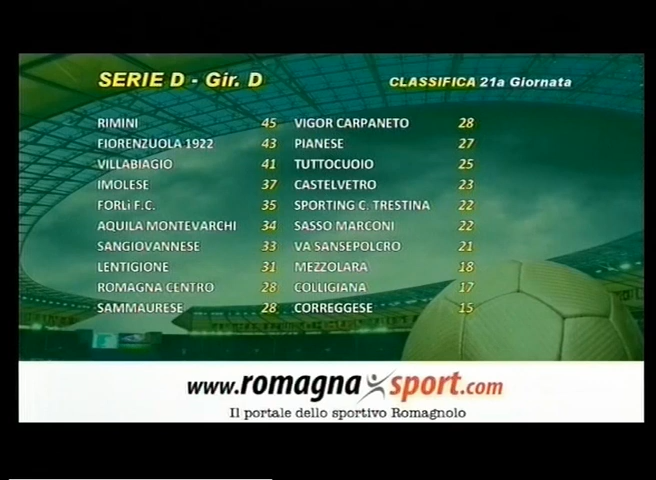 SERIE D - Gir. D
CLASSIFICA 21a Giornata
RIMINI 45
FIORENZUOLA 1922 43
VILLABIAGIO 41
IMOLESE 37
FORLì F.C. 35
AQUILA MONTEVARCHI 34
SANGIOVANNESE 33
LENTIGIONE 31
ROMAGNA CENTRO 28
SAMMAURESE 28
VIGOR CARPANETO 28
PIANESE 27
TUTTOCUOIO 25
CASTELVETRO 23
SPORTING C. TRESTINA 22
SASSO MARCONI 22
VA SANSEPOLCRO 21
MEZZOLARA 18
COLLIGIANA 17
CORREGGESE 15
www.romagnasport.com
Il portale dello sportivo Romagnolo